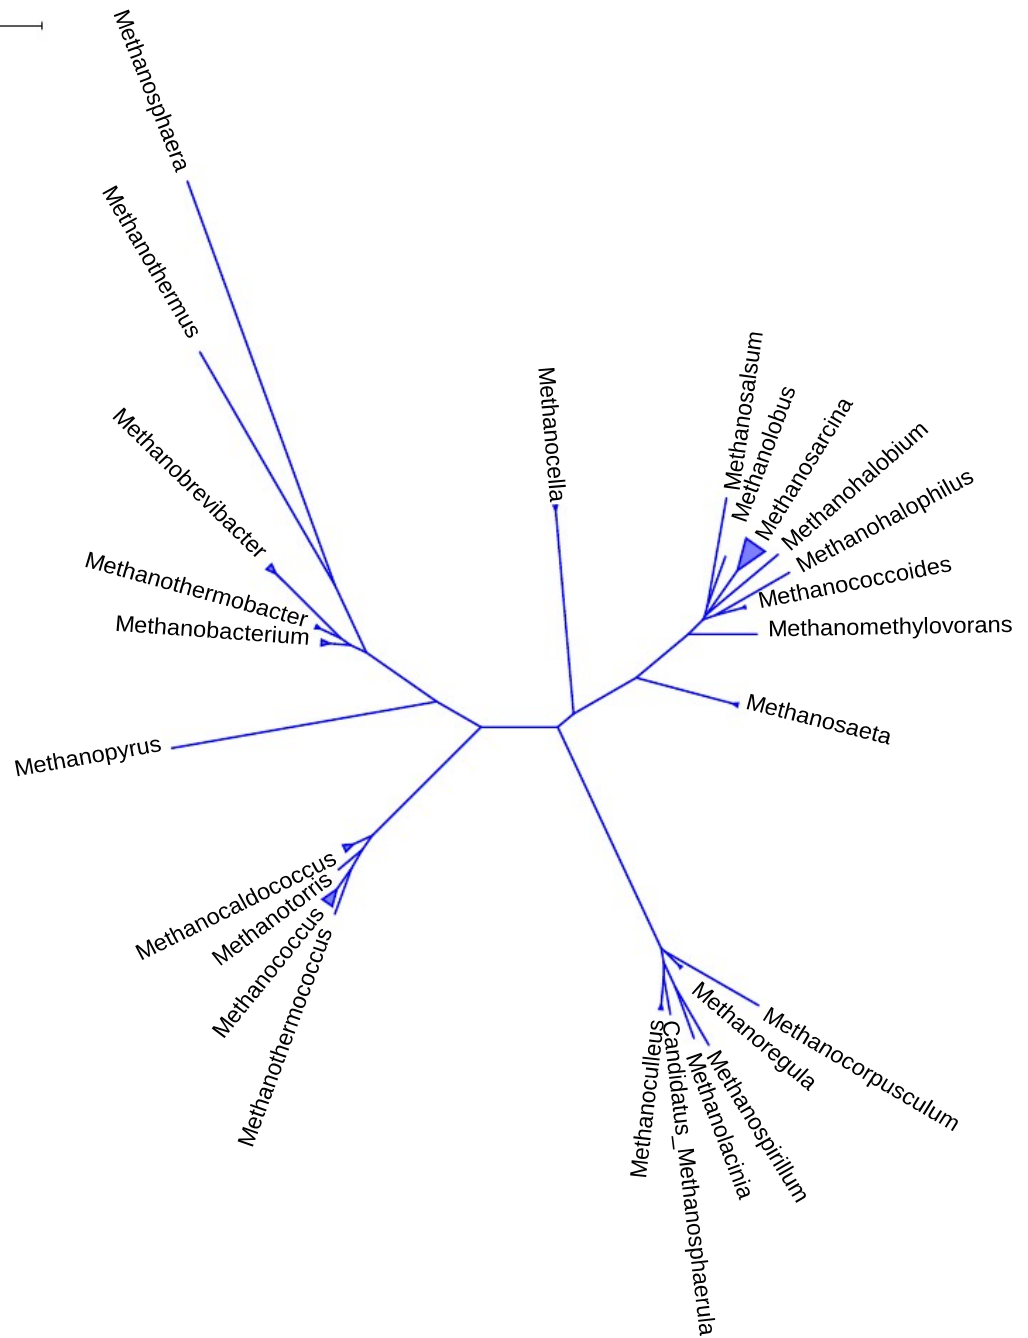 Methanosphaera
Methanothermus
Methanobrevibacter
Methanothermobacter
Methanobacterium
Methanopyrus
Methanocaldococcus
Methanotorris
Methanococcus
Methanothermococcus
Methanocella
Methanosalsum
Methanolobus
Methanosarcina
Methanohalobium
Methanohalophilus
Methanococcoides
Methanomethylovorans
Methanosaeta
Methanocorpusculum
Methanoregula
Methanospirillum
Methanolacinia
Candidatus_Methanosphaerula
Methanoculleus